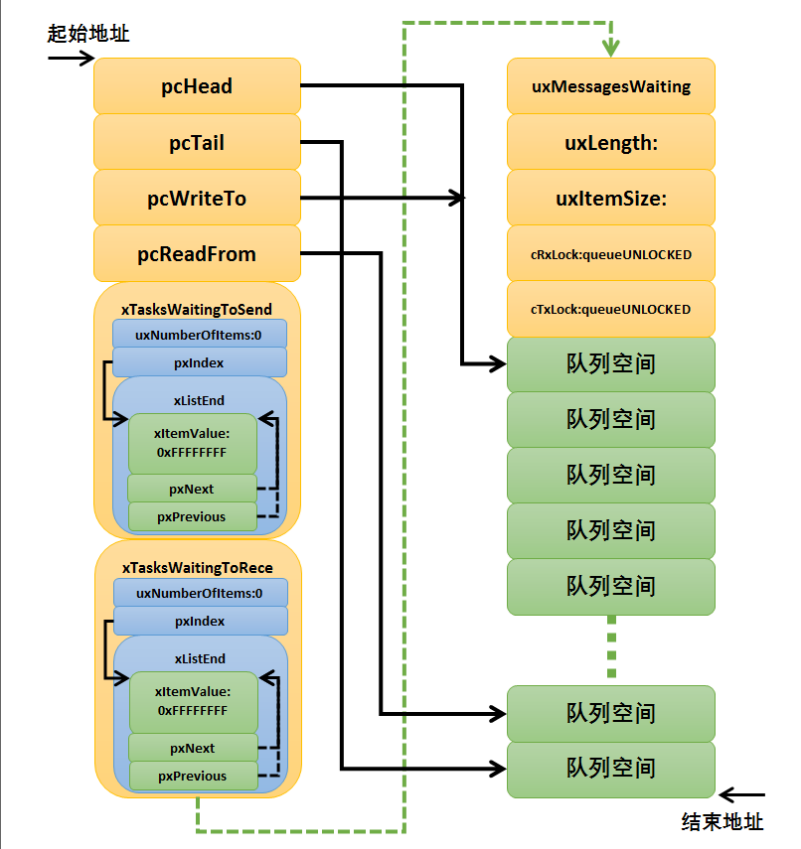 起始地址
pcHead
pcTail
pcWriteTo
pcReadFrom
xTasksWaitingToSend
uxNumberOfItems:0
pxIndex
xListEnd
xItemValue:
0xFFFFFFFF
pxNext
pxPrevious
xTasksWaitingToRece
uxNumberOfItems:0
pxIndex
xListEnd
xItemValue:
0xFFFFFFFF
pxNext
pxPrevious
uxMessagesWaiting
uxLength:
uxItemSize:
cRxLock:queueUNLOCKED
cTxLock:queueUNLOCKED
队列空间
队列空间
队列空间
队列空间
队列空间
队列空间
队列空间
结束地址